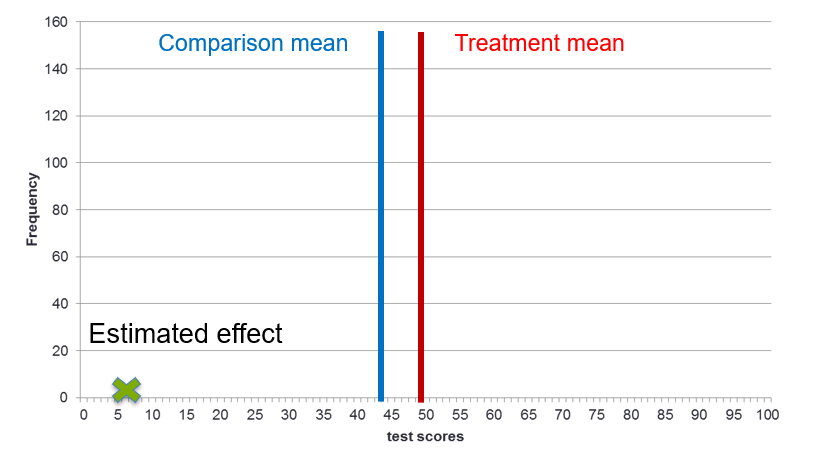 160
Comparison mean
Treatment mean
140
120
100
80
60
40
20
0
Frequency
Estimated effect
0 5 10 15 20 25 30 35 40 45 50 55 60 65 70 75 80 85 90 95 100
test scores